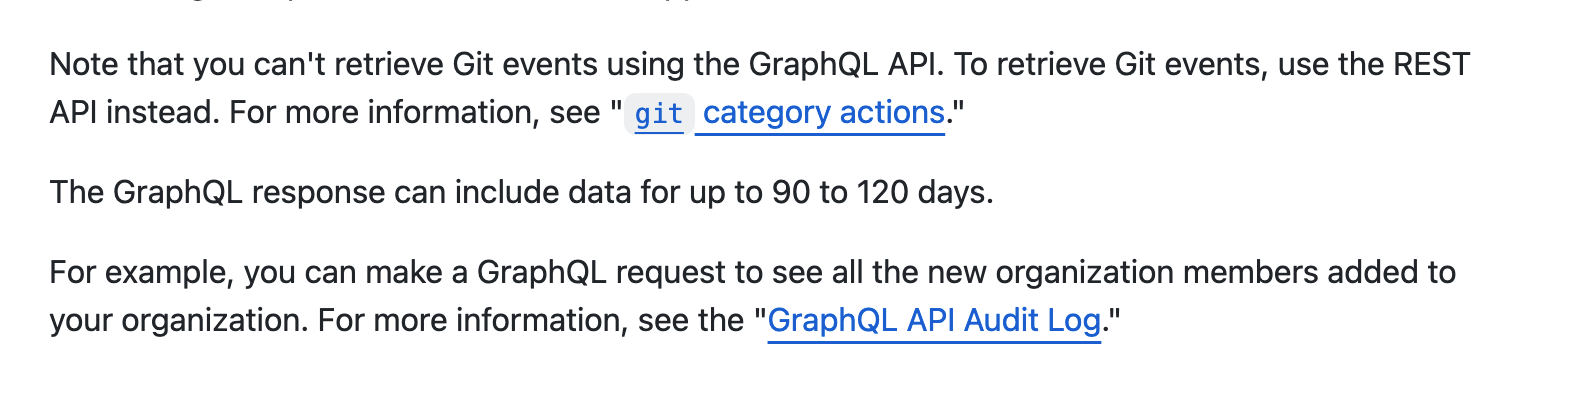 Note that you can't retrieve Git events using the GraphQL API. To retrieve Git events, use the REST
API instead. For more information, see "git category actions."
The GraphQL response can include data for up to 90 to 120 days.
For example, you can make a GraphQL request to see all the new organization members added to
your organization. For more information, see the "GraphQL API Audit Log."